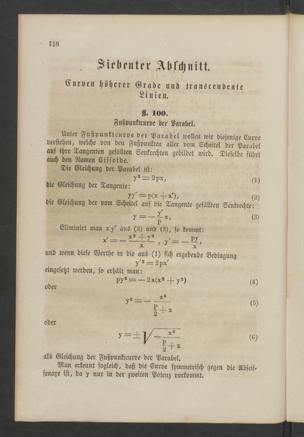 118
Siebenter Abschnitt.
Curven höherer Grade und transcendente
Linien.
§. 100.
Fußpunktcurve der Parabel.
Unter Fußpunktcurve der Parabel wollen wir diejenige Curve
verstehen, welche von den Fußpunkten aller vom Scheitel der Parabel
auf ihre Tangenten gefällten Senkrechten gebildet wird. Dieselbe führt
auch den Namen Cissoide.
Die Gleichung der Parabel ist:
y² = 2px, (1)
die Gleichung der Tangente:
yy' = p(x + x'), (2)
die Gleichung der vom Scheitel auf die Tangente gefällten Senkrechte:
y = − y'/p x, (3)
Eliminirt man x'y' aus (2) und (3), so kommt:
x' = − (x² + y²)/x , y' = − py/x ,
und wenn diese Werthe in die aus (1) sich ergebende Bedingung
y'² = 2px'
eingesetzt werden, so erhält man:
py² = − 2x(x² + y²) (4)
oder
y² = − x³/(p/2 + x) (5)
oder
y = ± √(− x³/(p/2 + x)) (6)
als Gleichung der Fußpunktcurve der Parabel.
Man erkennt sogleich, daß die Curve symmetrisch gegen die Abscis-
senaxe ist, da y nur in der zweiten Potenz vorkommt.